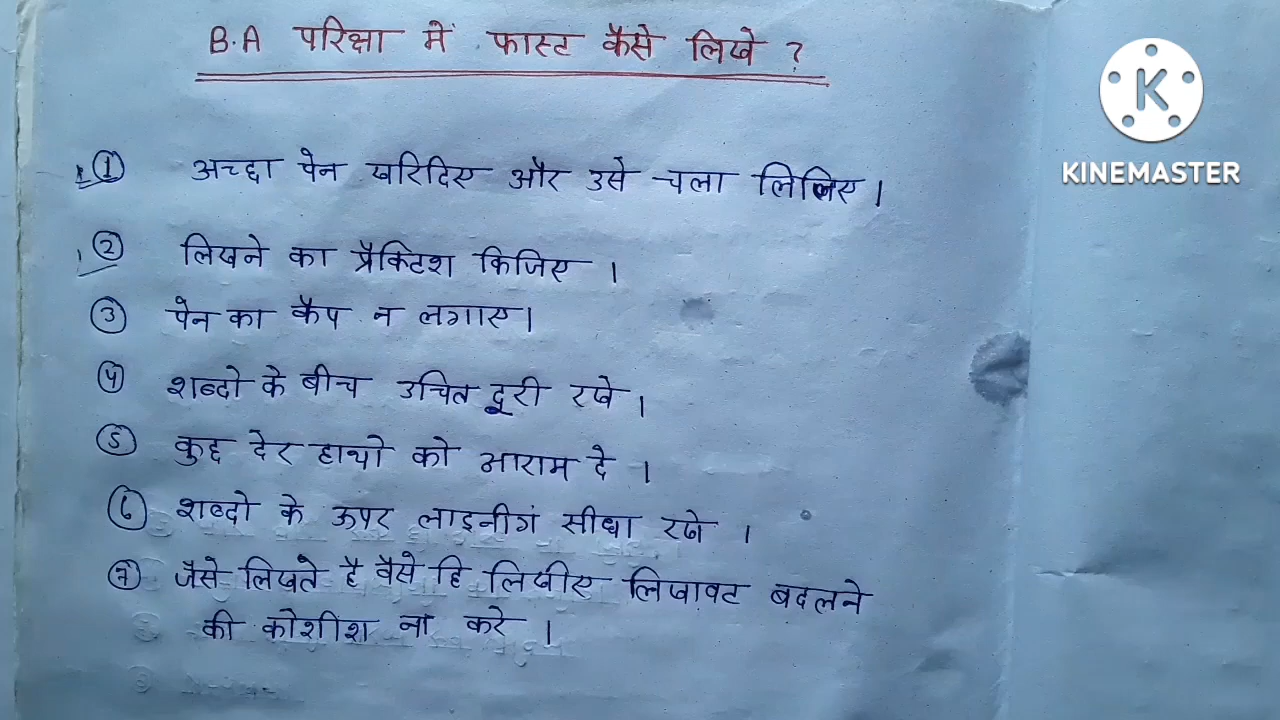 B.A परिक्षा में फास्ट कैसे लिखे ?
K
KINEMASTER
① अच्छा पेन खरिदिए और उसे चला लिजिए ।
② लिखने का प्रैक्टिश किजिए ।
③ पेन का कैप न लगाए ।
④ शब्दो के बीच उचित दूरी रखे ।
⑤ कुछ देर हाथो को आराम दे ।
⑥ शब्दो के ऊपर लाइनीगं सीधा रखे ।
⑦ जैसे लिखते है वैसे हि लिखीए लिखावट बदलने
की कोशीश ना करे ।